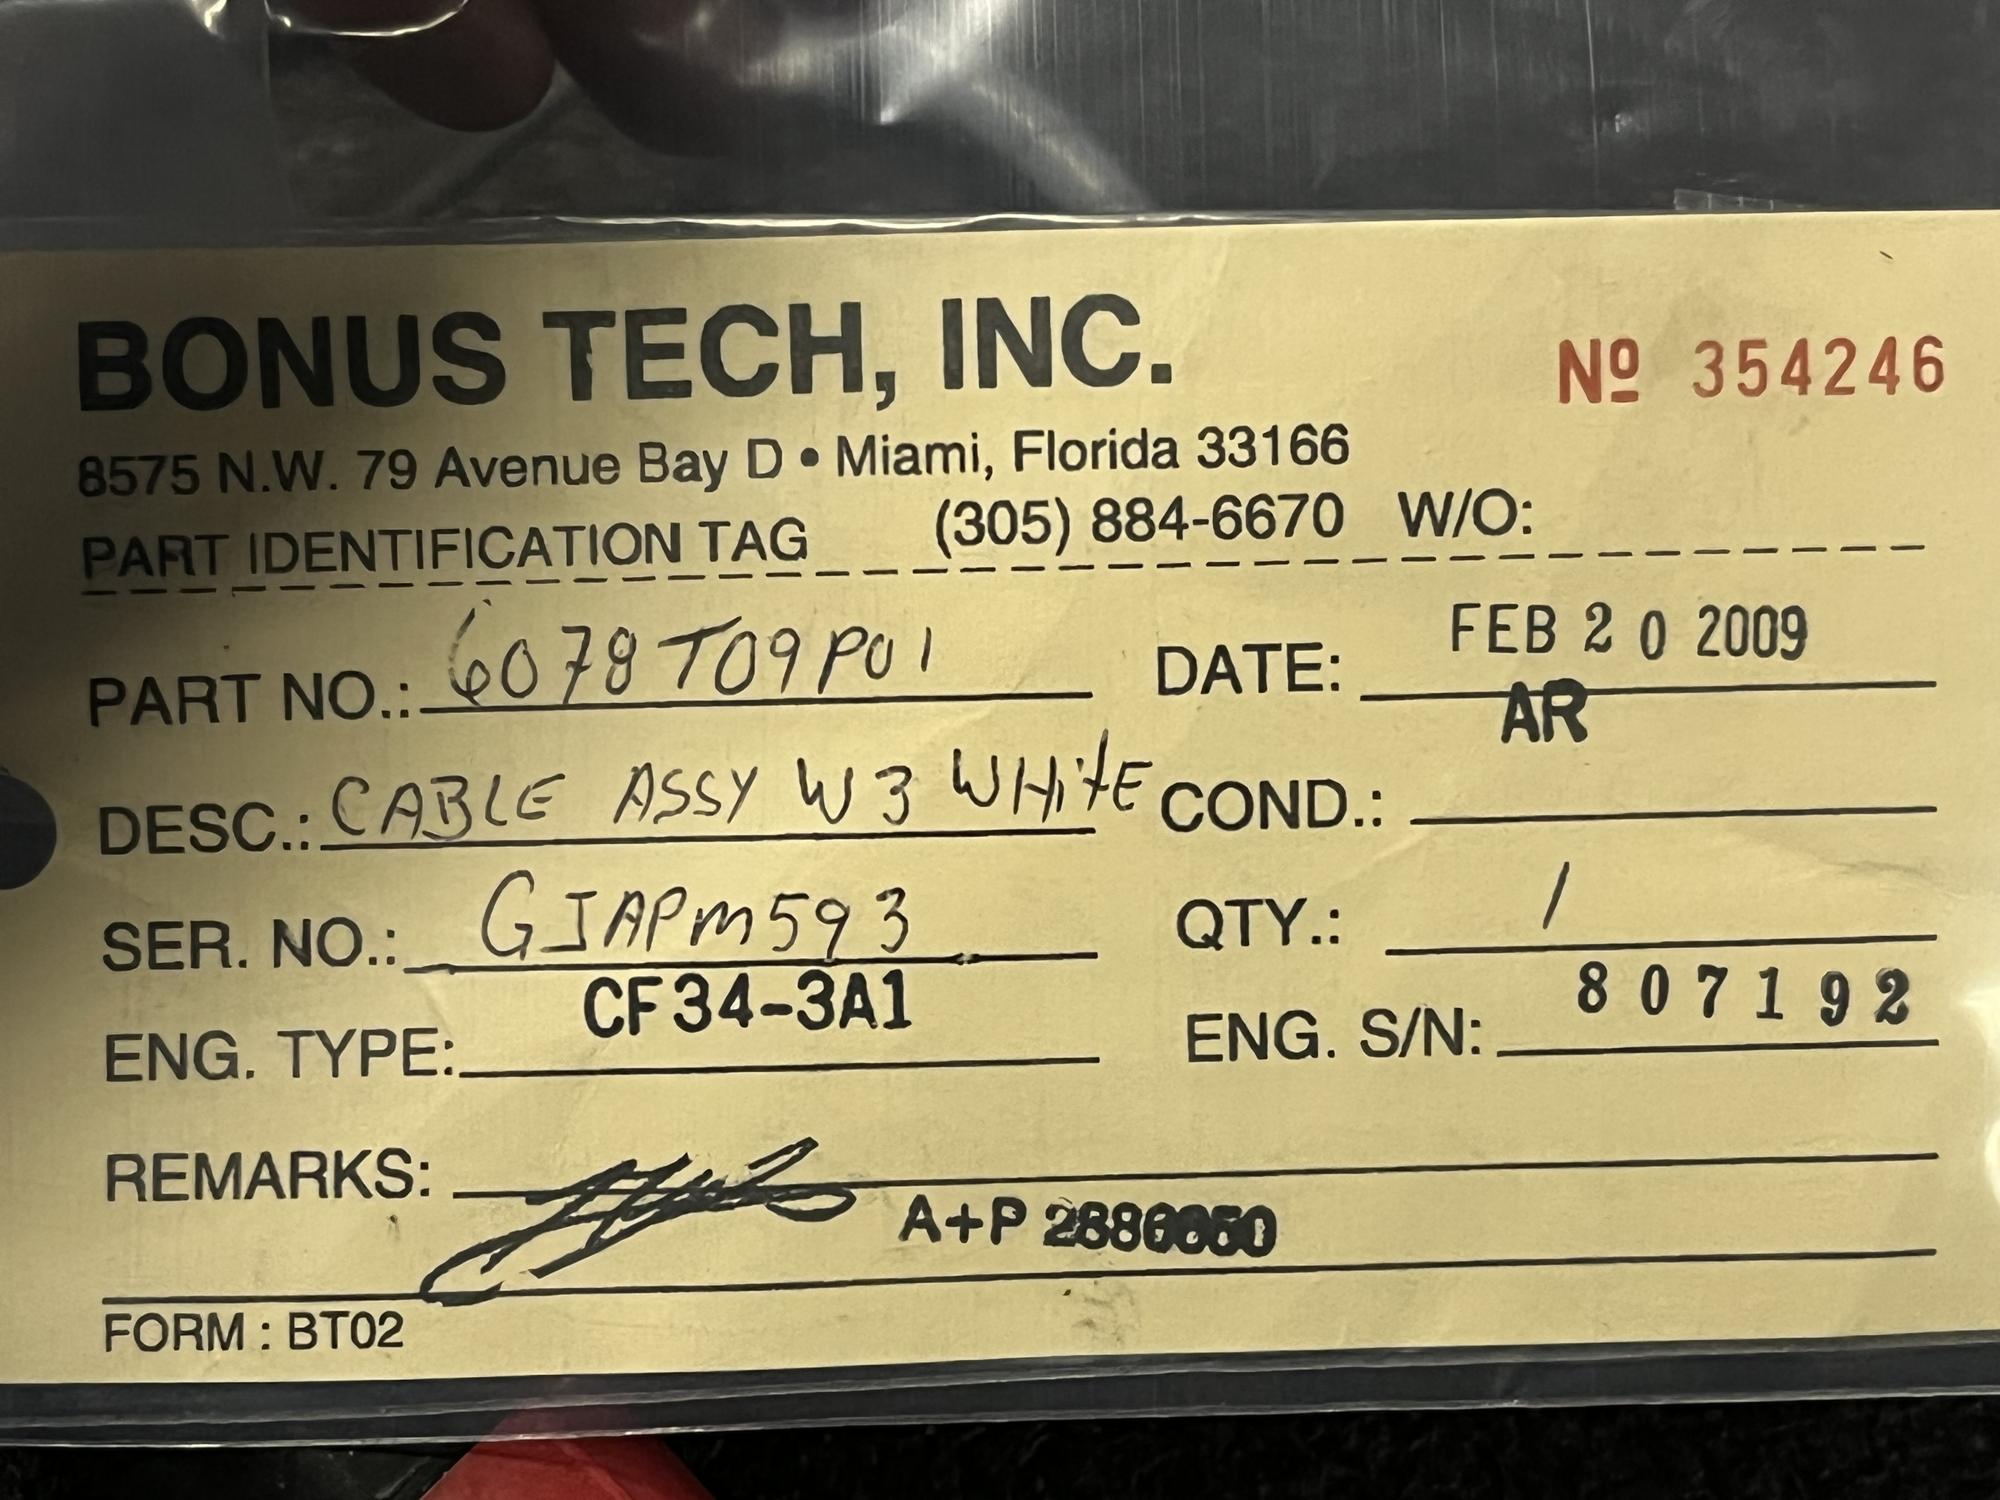 BONUS TECH, INC.
Nº 354246
8575 N.W. 79 Avenue Bay D • Miami, Florida 33166
PART IDENTIFICATION TAG (305) 884-6670 W/O:
PART NO.: 6078T09P01 DATE: FEB 20 2009
DESC.: CABLE ASSY W3 WHitE COND.: AR
SER. NO.: GJAPM593 QTY.: 1
ENG. TYPE: CF34-3A1 ENG. S/N: 807192
REMARKS:
A+P
FORM : BT02